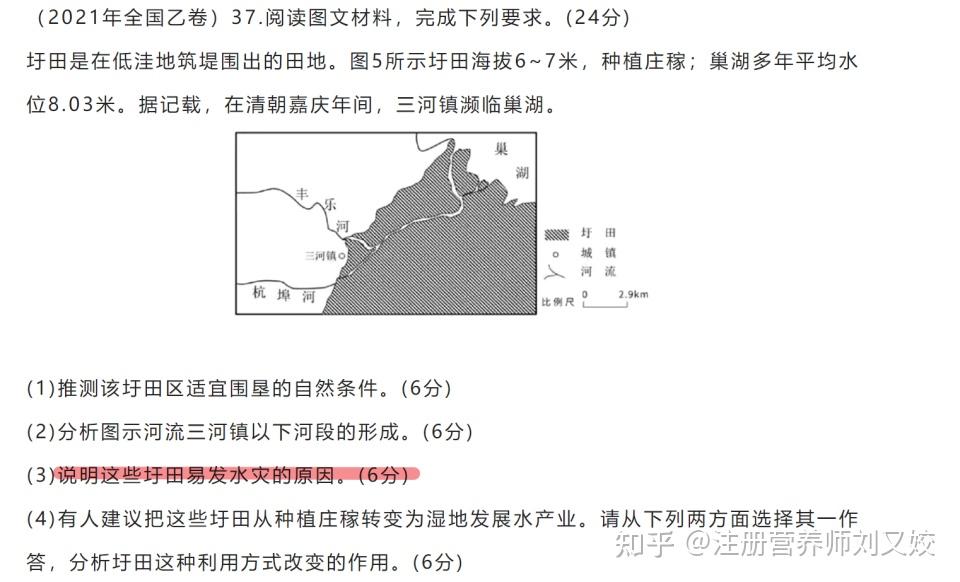 （2021年全国乙卷）37.阅读图文材料，完成下列要求。(24分)
圩田是在低洼地筑堤围出的田地。图5所示圩田海拔6~7米，种植庄稼；巢湖多年平均水
位8.03米。据记载，在清朝嘉庆年间，三河镇濒临巢湖。
巢
湖
丰
乐
河
三河镇
杭 埠 河
圩 田
城 镇
河 流
比例尺 0 2.9km
(1)推测该圩田区适宜围垦的自然条件。(6分)
(2)分析图示河流三河镇以下河段的形成。(6分)
(3)说明这些圩田易发水灾的原因。(6分)
(4)有人建议把这些圩田从种植庄稼转变为湿地发展水产业。请从下列两方面选择其一作
答，分析圩田这种利用方式改变的作用。(6分)
知乎 @注册营养师刘又姣